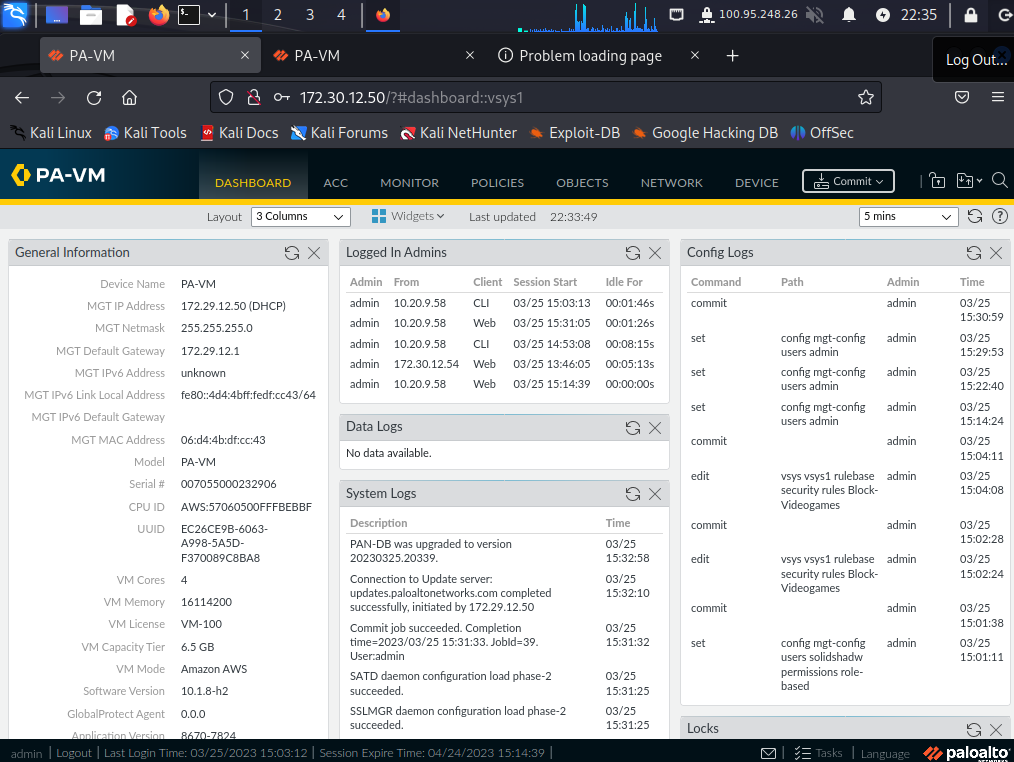 1 2 3 4 100.95.248.26 22:35
PA-VM PA-VM Problem loading page
Log Out...
172.30.12.50/?#dashboard::vsys1
Kali Linux Kali Tools Kali Docs Kali Forums Kali NetHunter Exploit-DB Google Hacking DB OffSec
PA-VM DASHBOARD ACC MONITOR POLICIES OBJECTS NETWORK DEVICE Commit
Layout 3 Columns Widgets Last updated 22:33:49 5 mins
General Information
Device Name PA-VM
MGT IP Address 172.29.12.50 (DHCP)
MGT Netmask 255.255.255.0
MGT Default Gateway 172.29.12.1
MGT IPv6 Address unknown
MGT IPv6 Link Local Address fe80::4d4:4bff:fedf:cc43/64
MGT IPv6 Default Gateway
MGT MAC Address 06:d4:4b:df:cc:43
Model PA-VM
Serial # 007055000232906
CPU ID AWS:57060500FFFBEBBF
UUID EC26CE9B-6063-
A998-5A5D-
F370089C8BA8
VM Cores 4
VM Memory 16114200
VM License VM-100
VM Capacity Tier 6.5 GB
VM Mode Amazon AWS
Software Version 10.1.8-h2
GlobalProtect Agent 0.0.0
Application Version 8670-7824
Logged In Admins
Admin From Client Session Start Idle For
admin 10.20.9.58 CLI 03/25 15:03:13 00:01:46s
admin 10.20.9.58 Web 03/25 15:31:05 00:01:26s
admin 10.20.9.58 CLI 03/25 14:53:08 00:08:15s
admin 172.30.12.54 Web 03/25 13:46:05 00:05:13s
admin 10.20.9.58 Web 03/25 15:14:39 00:00:00s
Data Logs
No data available.
System Logs
Description Time
PAN-DB was upgraded to version 03/25
20230325.20339. 15:32:58
Connection to Update server: 03/25
updates.paloaltonetworks.com completed 15:32:10
successfully, initiated by 172.29.12.50
Commit job succeeded. Completion 03/25
time=2023/03/25 15:31:33. JobId=39. 15:31:32
User:admin
SATD daemon configuration load phase-2 03/25
succeeded. 15:31:25
SSLMGR daemon configuration load phase-2 03/25
succeeded. 15:31:25
Config Logs
Command Path Admin Time
commit admin 03/25
15:30:59
set config mgt-config admin 03/25
users admin 15:29:53
set config mgt-config admin 03/25
users admin 15:22:40
set config mgt-config admin 03/25
users admin 15:14:24
commit admin 03/25
15:04:11
edit vsys vsys1 rulebase admin 03/25
security rules Block- 15:04:08
Videogames
commit admin 03/25
15:02:28
edit vsys vsys1 rulebase admin 03/25
security rules Block- 15:02:24
Videogames
commit admin 03/25
15:01:38
set config mgt-config admin 03/25
users solidshadw 15:01:11
permissions role-
based
Locks
admin | Logout | Last Login Time: 03/25/2023 15:03:12 | Session Expire Time: 04/24/2023 15:14:39 | Tasks | Language paloalto
NETWORKS